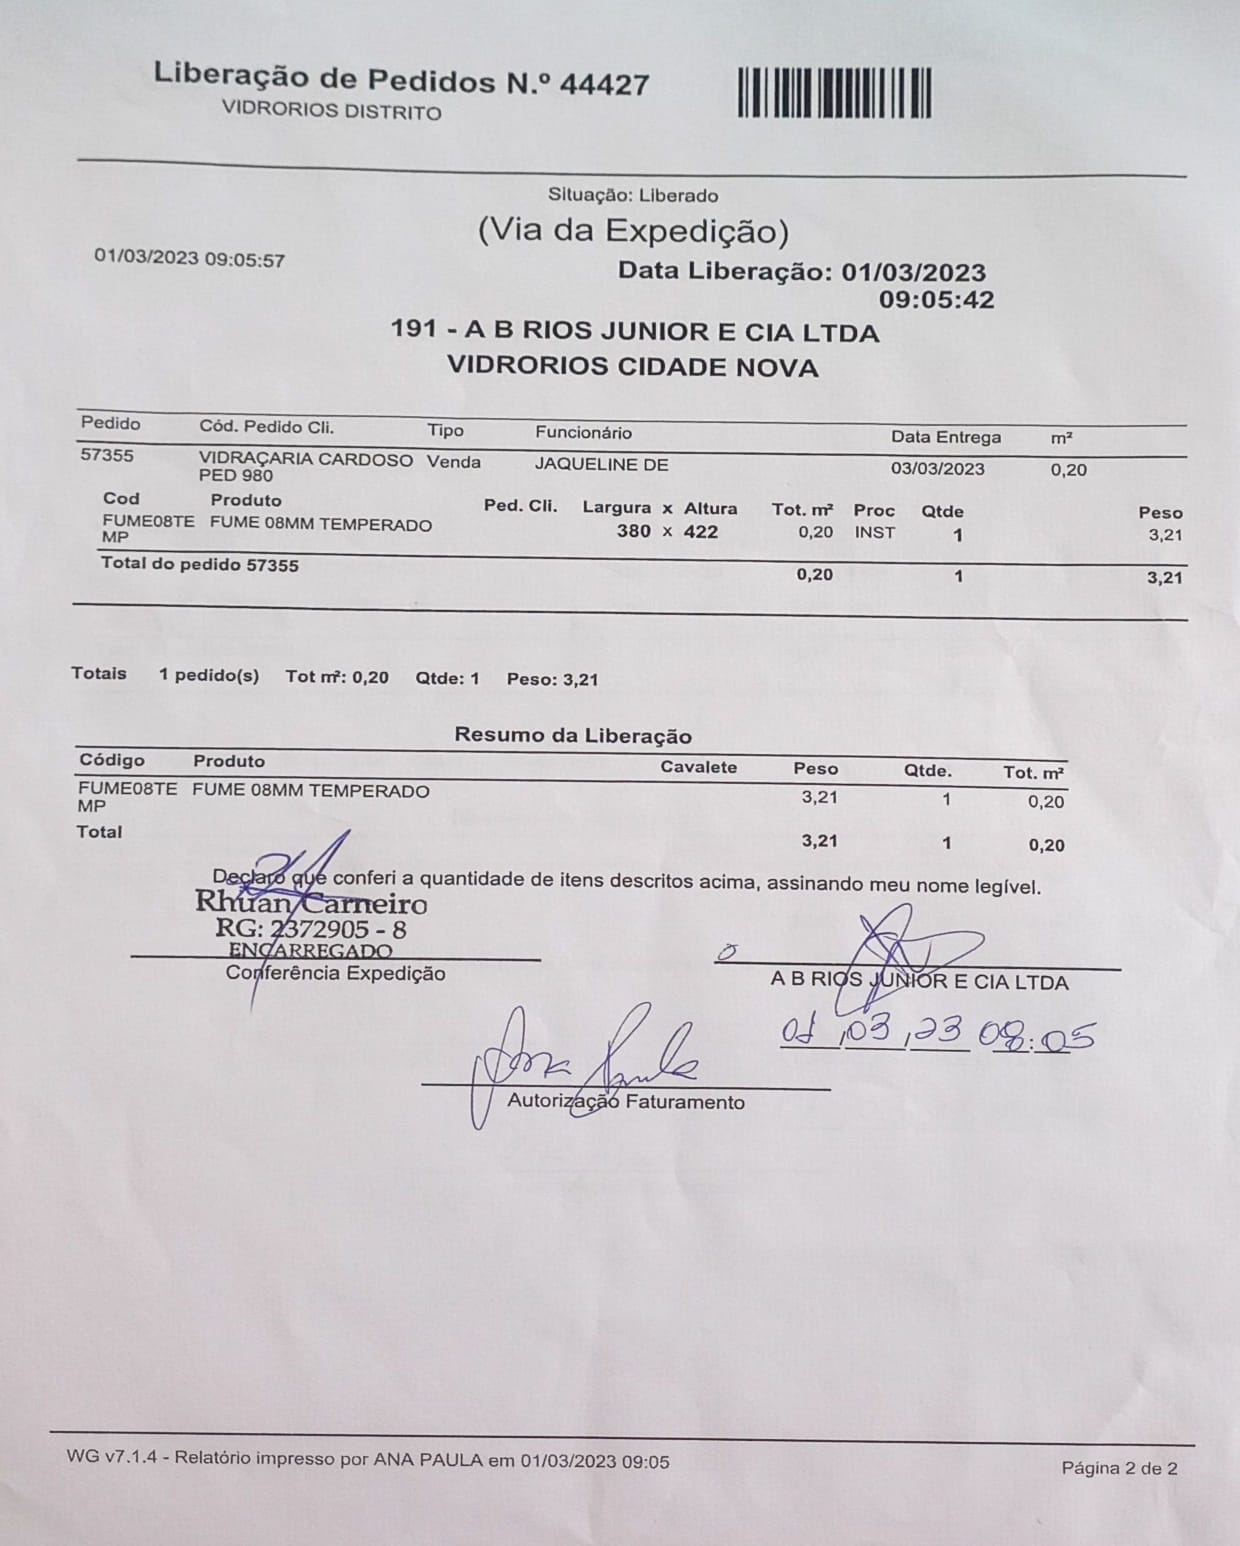 Liberação de Pedidos N.º 44427
VIDRORIOS DISTRITO
Situação: Liberado
(Via da Expedição)
01/03/2023 09:05:57
Data Liberação: 01/03/2023
09:05:42
191 - A B RIOS JUNIOR E CIA LTDA
VIDRORIOS CIDADE NOVA
Pedido Cód. Pedido Cli. Tipo Funcionário Data Entrega m²
57355 VIDRAÇARIA CARDOSO Venda JAQUELINE DE 03/03/2023 0,20
PED 980
Cod Produto Ped. Cli. Largura x Altura Tot. m² Proc Qtde Peso
FUME08TE FUME 08MM TEMPERADO 380 x 422 0,20 INST 1 3,21
MP
Total do pedido 57355 0,20 1 3,21
Totais 1 pedido(s) Tot m²: 0,20 Qtde: 1 Peso: 3,21
Resumo da Liberação
Código Produto Cavalete Peso Qtde. Tot. m²
FUME08TE FUME 08MM TEMPERADO 3,21 1 0,20
MP
Total 3,21 1 0,20
Declaro que conferi a quantidade de itens descritos acima, assinando meu nome legível.
Rhuan Carneiro
RG: 2372905 - 8
ENCARREGADO
Conferência Expedição
A B RIOS JUNIOR E CIA LTDA
01,03,23 09:05
Ana Paula
Autorização Faturamento
WG v7.1.4 - Relatório impresso por ANA PAULA em 01/03/2023 09:05
Página 2 de 2